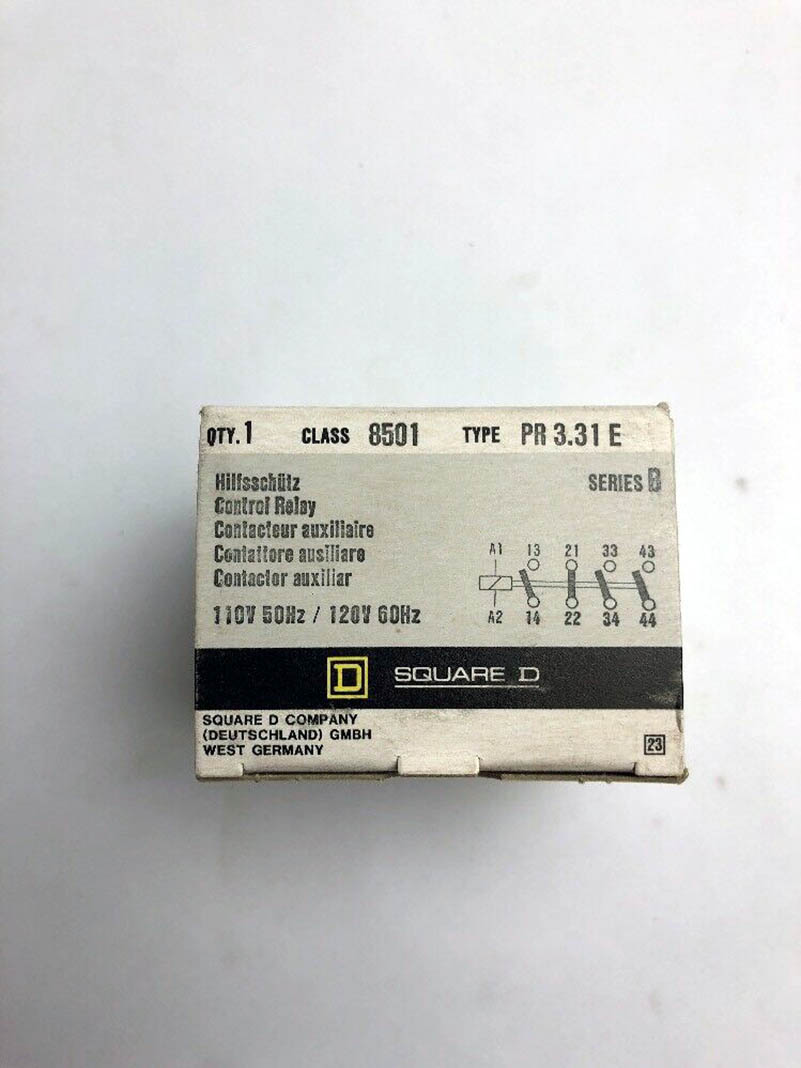 QTY. 1 CLASS 8501 TYPE PR 3.31 E
Hilfsschütz SERIES B
Control Relay
Contacteur auxiliaire
Contattore ausiliare
Contactor auxiliar
110V 50Hz / 120V 60Hz
A1 13 21 33 43
A2 14 22 34 44
D SQUARE D
SQUARE D COMPANY
(DEUTSCHLAND) GMBH
WEST GERMANY
23